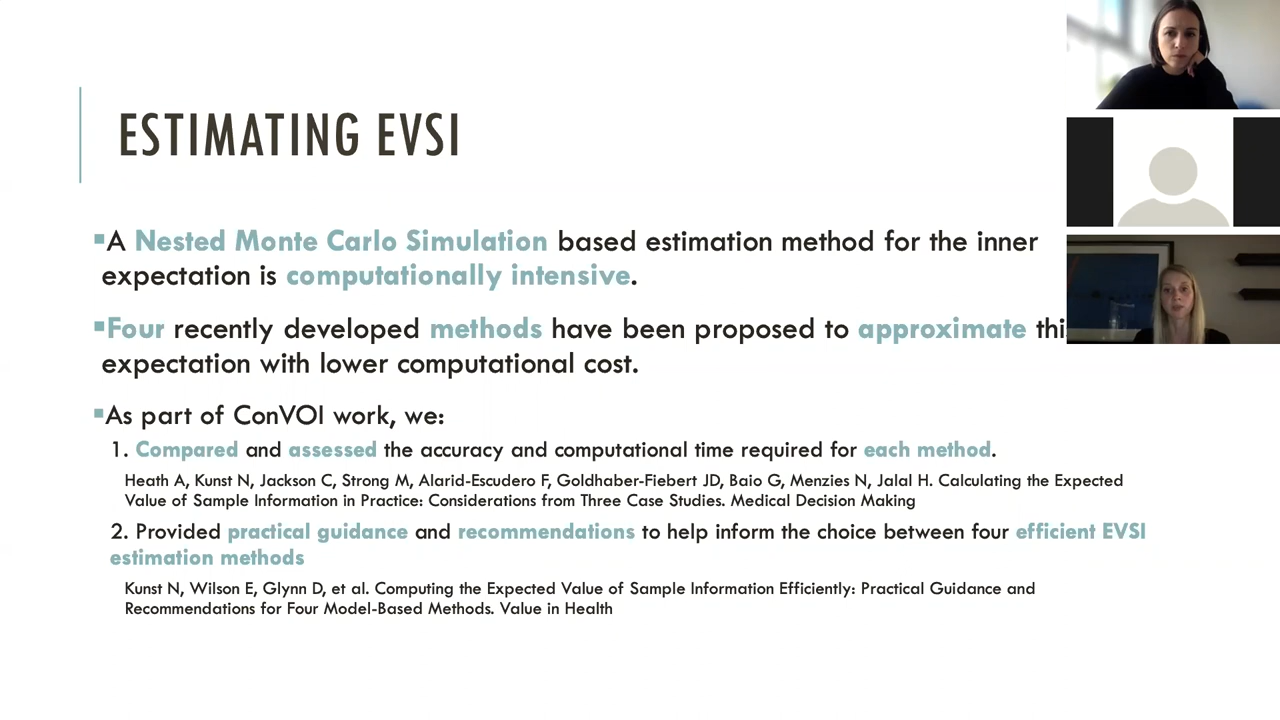 ESTIMATING EVSI
▪A Nested Monte Carlo Simulation based estimation method for the inner
expectation is computationally intensive.
▪Four recently developed methods have been proposed to approximate thi
expectation with lower computational cost.
▪As part of ConVOI work, we:
1. Compared and assessed the accuracy and computational time required for each method.
Heath A, Kunst N, Jackson C, Strong M, Alarid-Escudero F, Goldhaber-Fiebert JD, Baio G, Menzies N, Jalal H. Calculating the Expected
Value of Sample Information in Practice: Considerations from Three Case Studies. Medical Decision Making
2. Provided practical guidance and recommendations to help inform the choice between four efficient EVSI
estimation methods
Kunst N, Wilson E, Glynn D, et al. Computing the Expected Value of Sample Information Efficiently: Practical Guidance and
Recommendations for Four Model-Based Methods. Value in Health